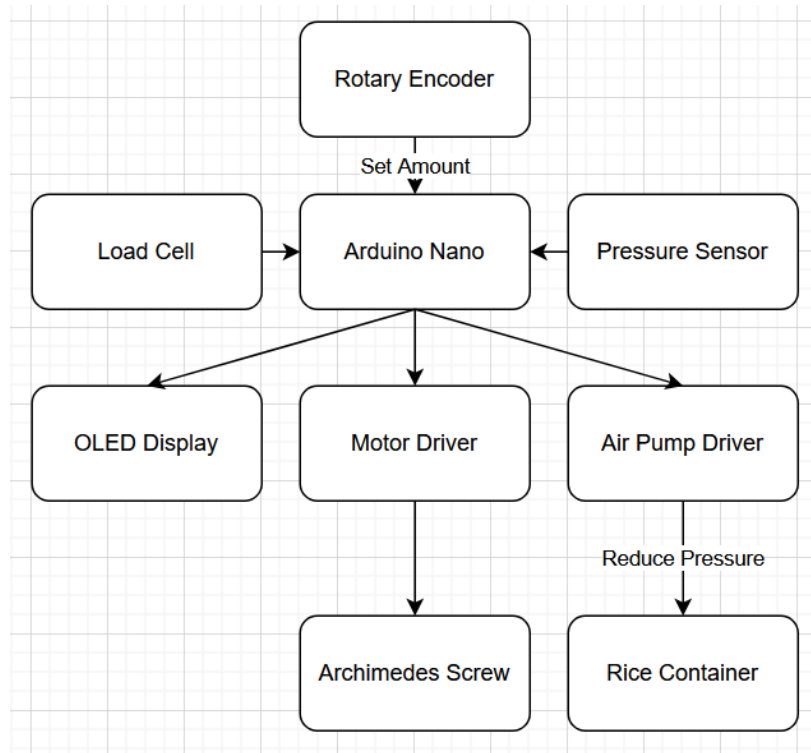 Rotary Encoder
Set Amount
Load Cell
Arduino Nano
Pressure Sensor
OLED Display
Motor Driver
Air Pump Driver
Reduce Pressure
Archimedes Screw
Rice Container